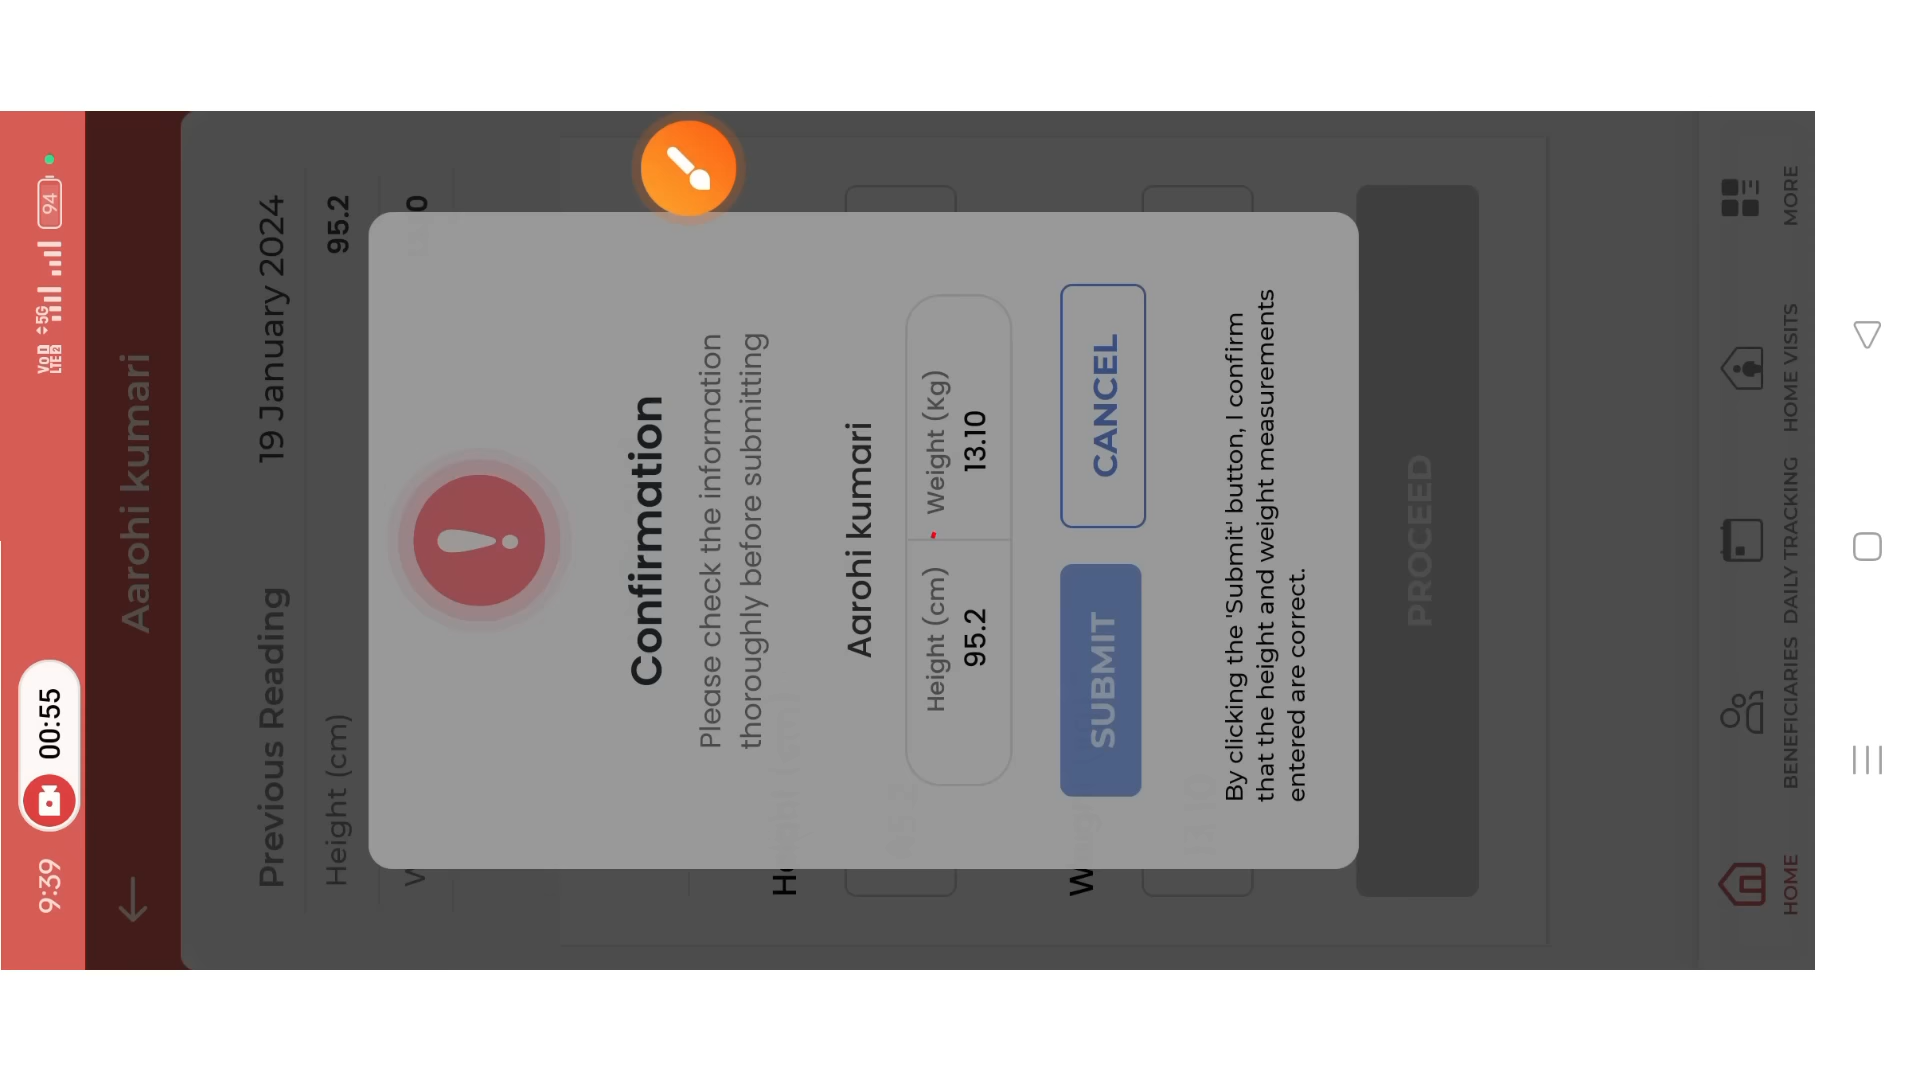 9:39
00:55
VoD
LTE2
5G
94
Aarohi kumari
Previous Reading 19 January 2024
Height (cm) 95.2
Confirmation
Please check the information
thoroughly before submitting
Aarohi kumari
Height (cm) Weight (Kg)
95.2 13.10
SUBMIT CANCEL
By clicking the 'Submit' button, I confirm
that the height and weight measurements
entered are correct.
PROCEED
HOME BENEFICIARIES DAILY TRACKING HOME VISITS MORE